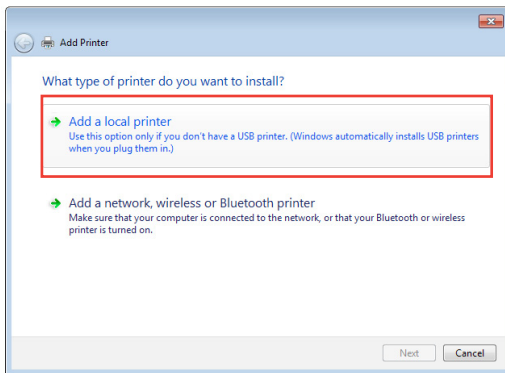 Add Printer
What type of printer do you want to install?
Add a local printer
Use this option only if you don't have a USB printer. (Windows automatically installs USB printers
when you plug them in.)
Add a network, wireless or Bluetooth printer
Make sure that your computer is connected to the network, or that your Bluetooth or wireless
printer is turned on.
Next Cancel